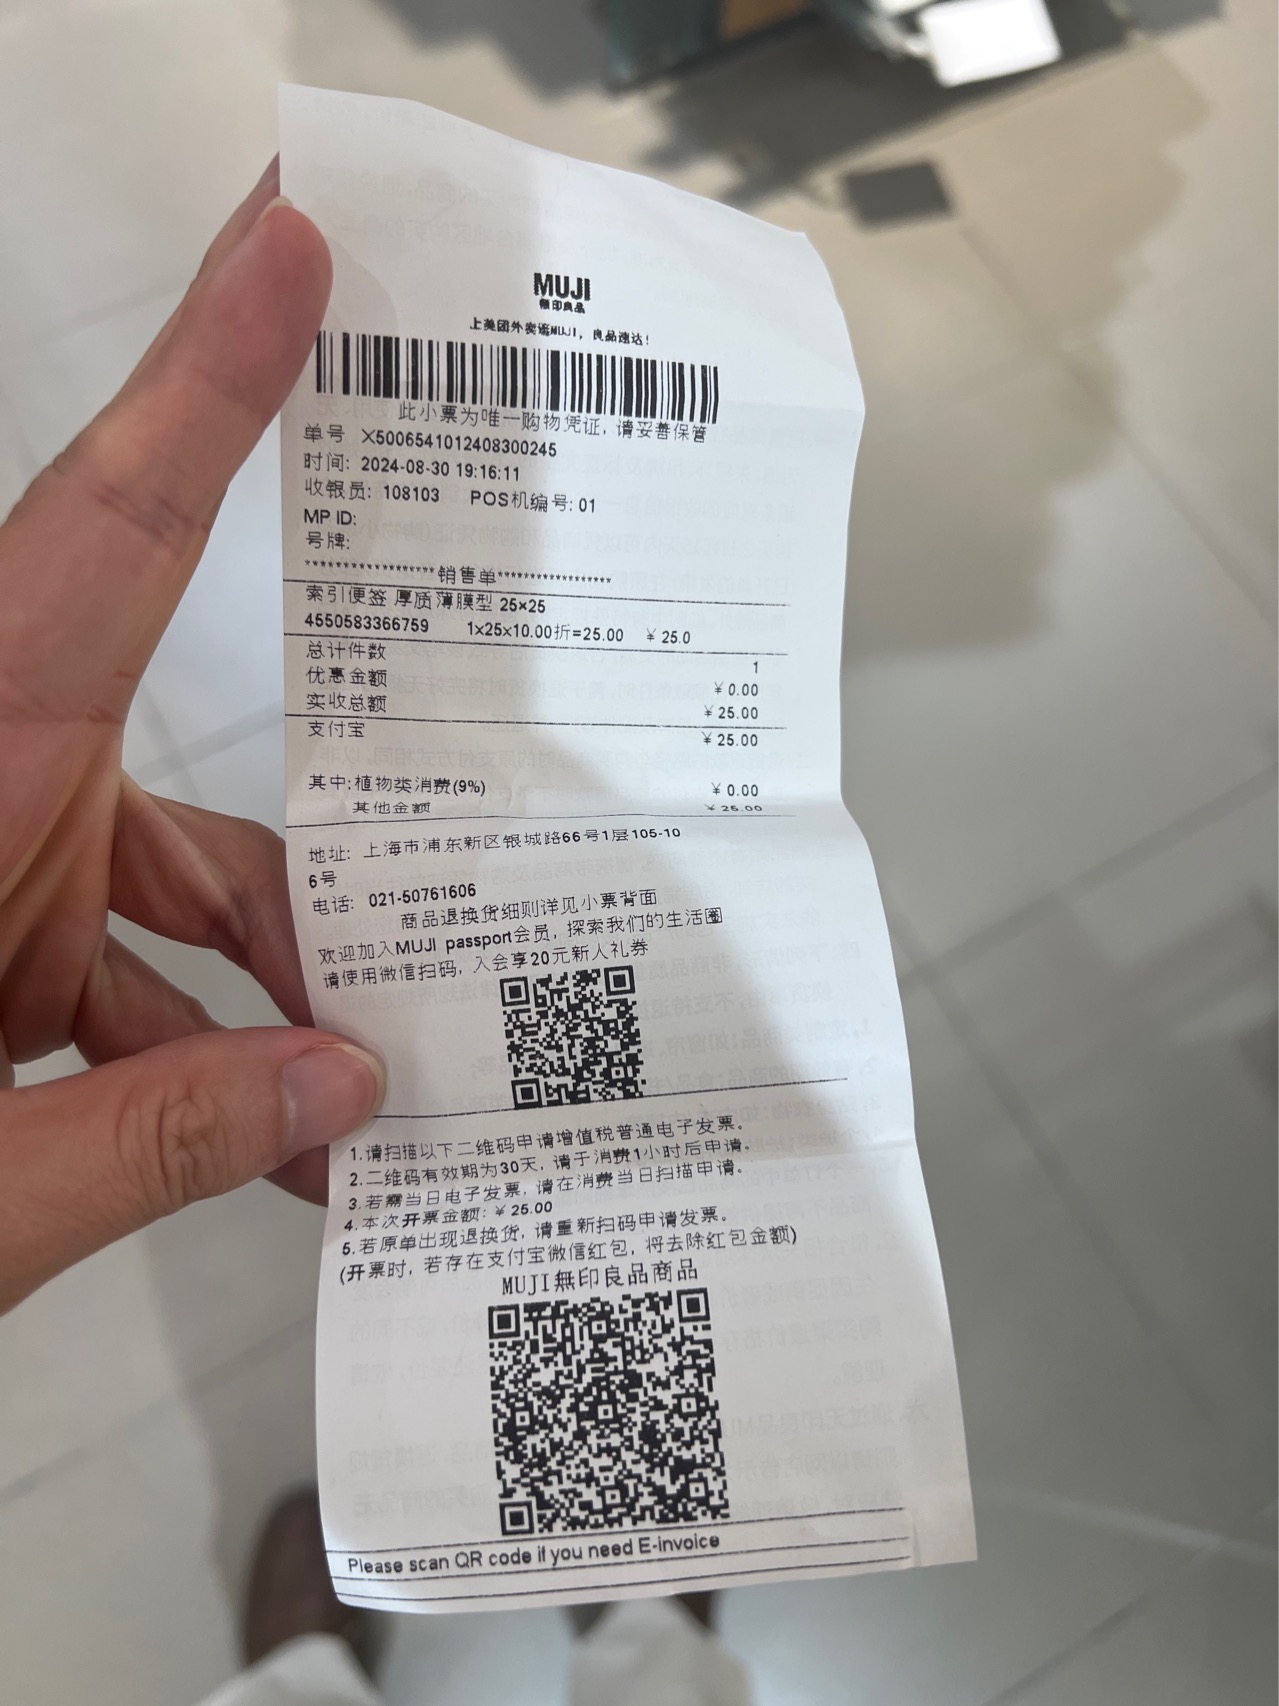 MUJI
無印良品
上美团外卖逛MUJI，良品速达！
此小票为唯一购物凭证, 请妥善保管
单号 X5006541012408300245
时间: 2024-08-30 19:16:11
收银员: 108103 POS机编号: 01
MP ID:
号牌:
******************销售单******************
索引便签 厚质薄膜型 25×25
4550583366759 1x25x10.00折=25.00 ￥25.0
总计件数 1
优惠金额 ￥0.00
实收总额 ￥25.00
支付宝 ￥25.00
其中:植物类消费(9%) ￥0.00
其他金额 ￥25.00
地址: 上海市浦东新区银城路66号1层105-10
6号
电话: 021-50761606
商品退换货细则详见小票背面
欢迎加入MUJI passport会员, 探索我们的生活圈
请使用微信扫码, 入会享20元新人礼券
1.请扫描以下二维码申请增值税普通电子发票。
2.二维码有效期为30天, 请于消费1小时后申请。
3.若需当日电子发票, 请在消费当日扫描申请。
4.本次开票金额: ￥25.00
5.若原单出现退换货, 请重新扫码申请发票。
(开票时, 若存在支付宝微信红包, 将去除红包金额)
MUJI無印良品商品
Please scan QR code if you need E-invoice